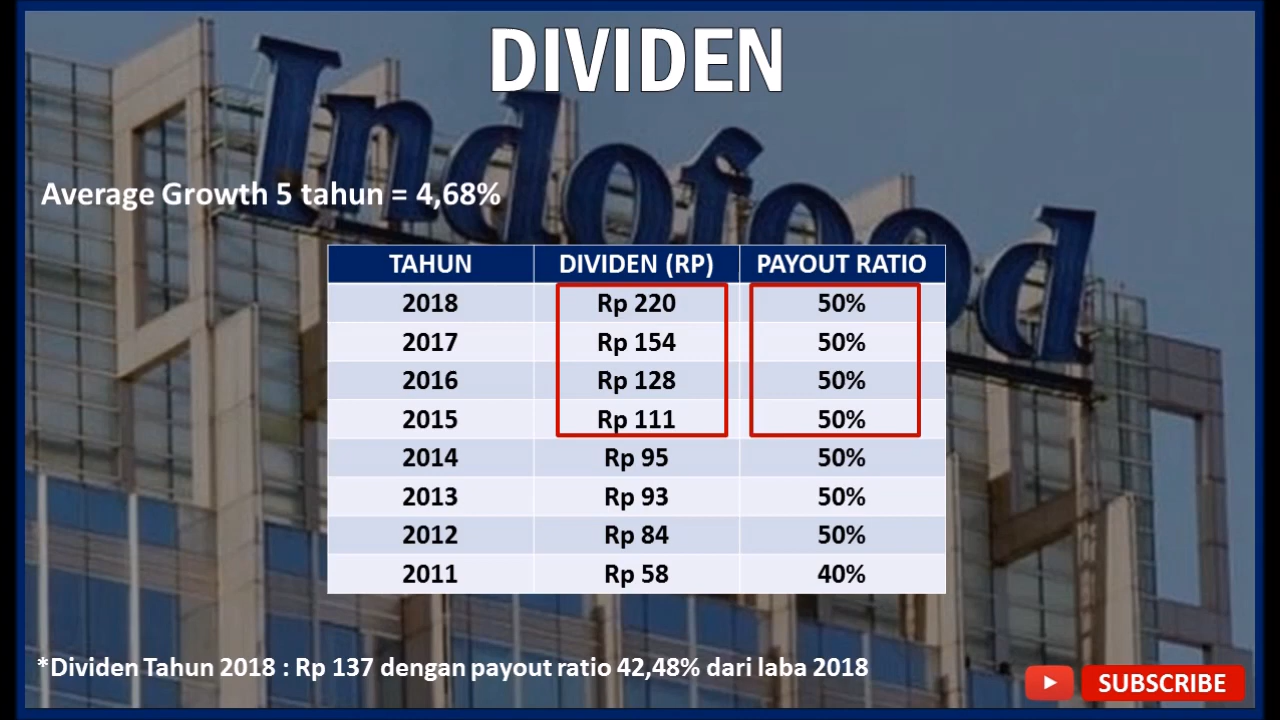 DIVIDEN
Indofood
Average Growth 5 tahun = 4,68%
TAHUN DIVIDEN (RP) PAYOUT RATIO
2018 Rp 220 50%
2017 Rp 154 50%
2016 Rp 128 50%
2015 Rp 111 50%
2014 Rp 95 50%
2013 Rp 93 50%
2012 Rp 84 50%
2011 Rp 58 40%
*Dividen Tahun 2018 : Rp 137 dengan payout ratio 42,48% dari laba 2018
SUBSCRIBE